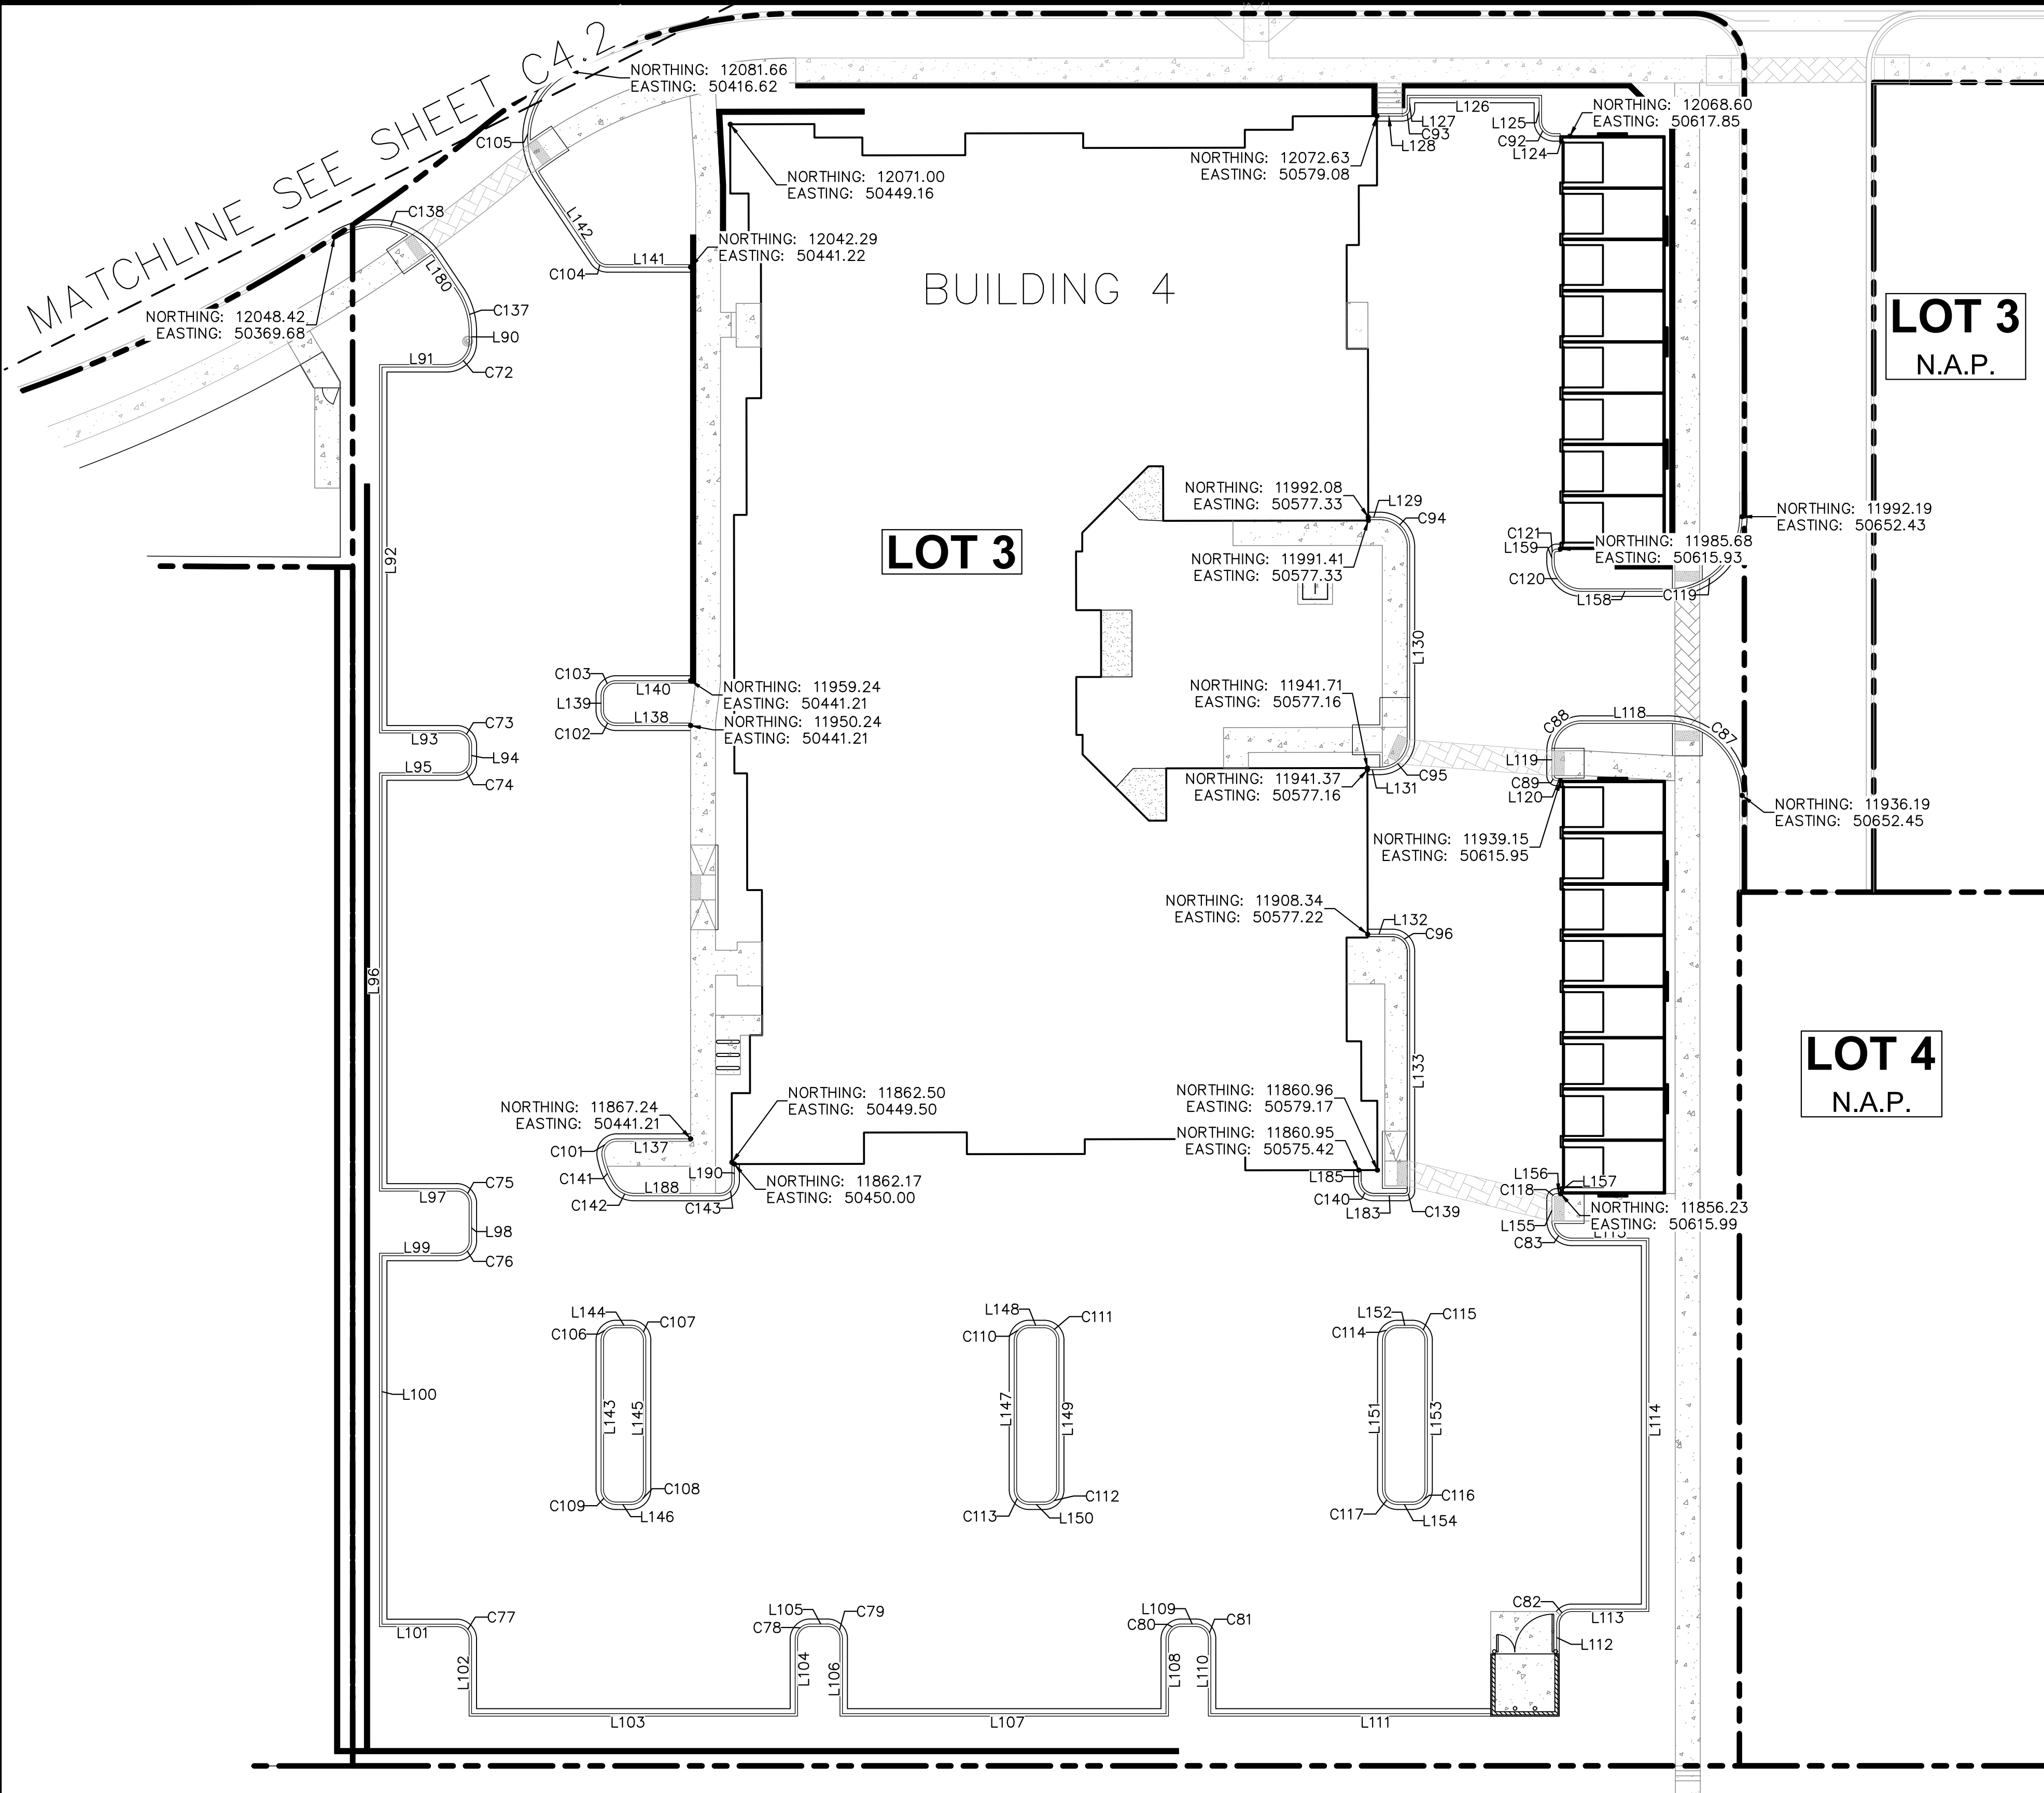 MATCHLINE SEE SHEET C4.2
NORTHING: 12081.66
EASTING: 50416.62
C105
L142
L141
C104
C138
L180
C137
L90
L91
C72
NORTHING: 12048.42
EASTING: 50369.68
NORTHING: 12071.00
EASTING: 50449.16
NORTHING: 12042.29
EASTING: 50441.22
BUILDING 4
NORTHING: 12072.63
EASTING: 50579.08
L126
L127
C93
L128
L125
C92
L124
NORTHING: 12068.60
EASTING: 50617.85
LOT 3
N.A.P.
LOT 3
L92
NORTHING: 11992.08
EASTING: 50577.33
L129
C94
NORTHING: 11991.41
EASTING: 50577.33
C121
L159
C120
L158
C119
NORTHING: 11985.68
EASTING: 50615.93
NORTHING: 11992.19
EASTING: 50652.43
L130
C103
L140
L139
L138
C102
NORTHING: 11959.24
EASTING: 50441.21
NORTHING: 11950.24
EASTING: 50441.21
C73
L93
L94
L95
C74
NORTHING: 11941.71
EASTING: 50577.16
NORTHING: 11941.37
EASTING: 50577.16
C95
L131
L118
C88
C87
L119
C89
L120
NORTHING: 11939.15
EASTING: 50615.95
NORTHING: 11936.19
EASTING: 50652.45
NORTHING: 11908.34
EASTING: 50577.22
L132
C96
L96
L133
LOT 4
N.A.P.
NORTHING: 11867.24
EASTING: 50441.21
C101
L137
C141
L188
C142
L190
C143
NORTHING: 11862.50
EASTING: 50449.50
NORTHING: 11862.17
EASTING: 50450.00
NORTHING: 11860.96
EASTING: 50579.17
NORTHING: 11860.95
EASTING: 50575.42
L185
C140
L183
C139
L156
L157
C118
L155
C83
L115
NORTHING: 11856.23
EASTING: 50615.99
C75
L97
L98
L99
C76
L144
C106
C107
L143
L145
C108
C109
L146
L148
C110
C111
L147
L149
C112
C113
L150
L152
C114
C115
L151
L153
C116
C117
L154
L100
L114
C77
L101
L102
L103
L105
C78
C79
L104
L106
L107
L109
C80
C81
L108
L110
L111
C82
L113
L112